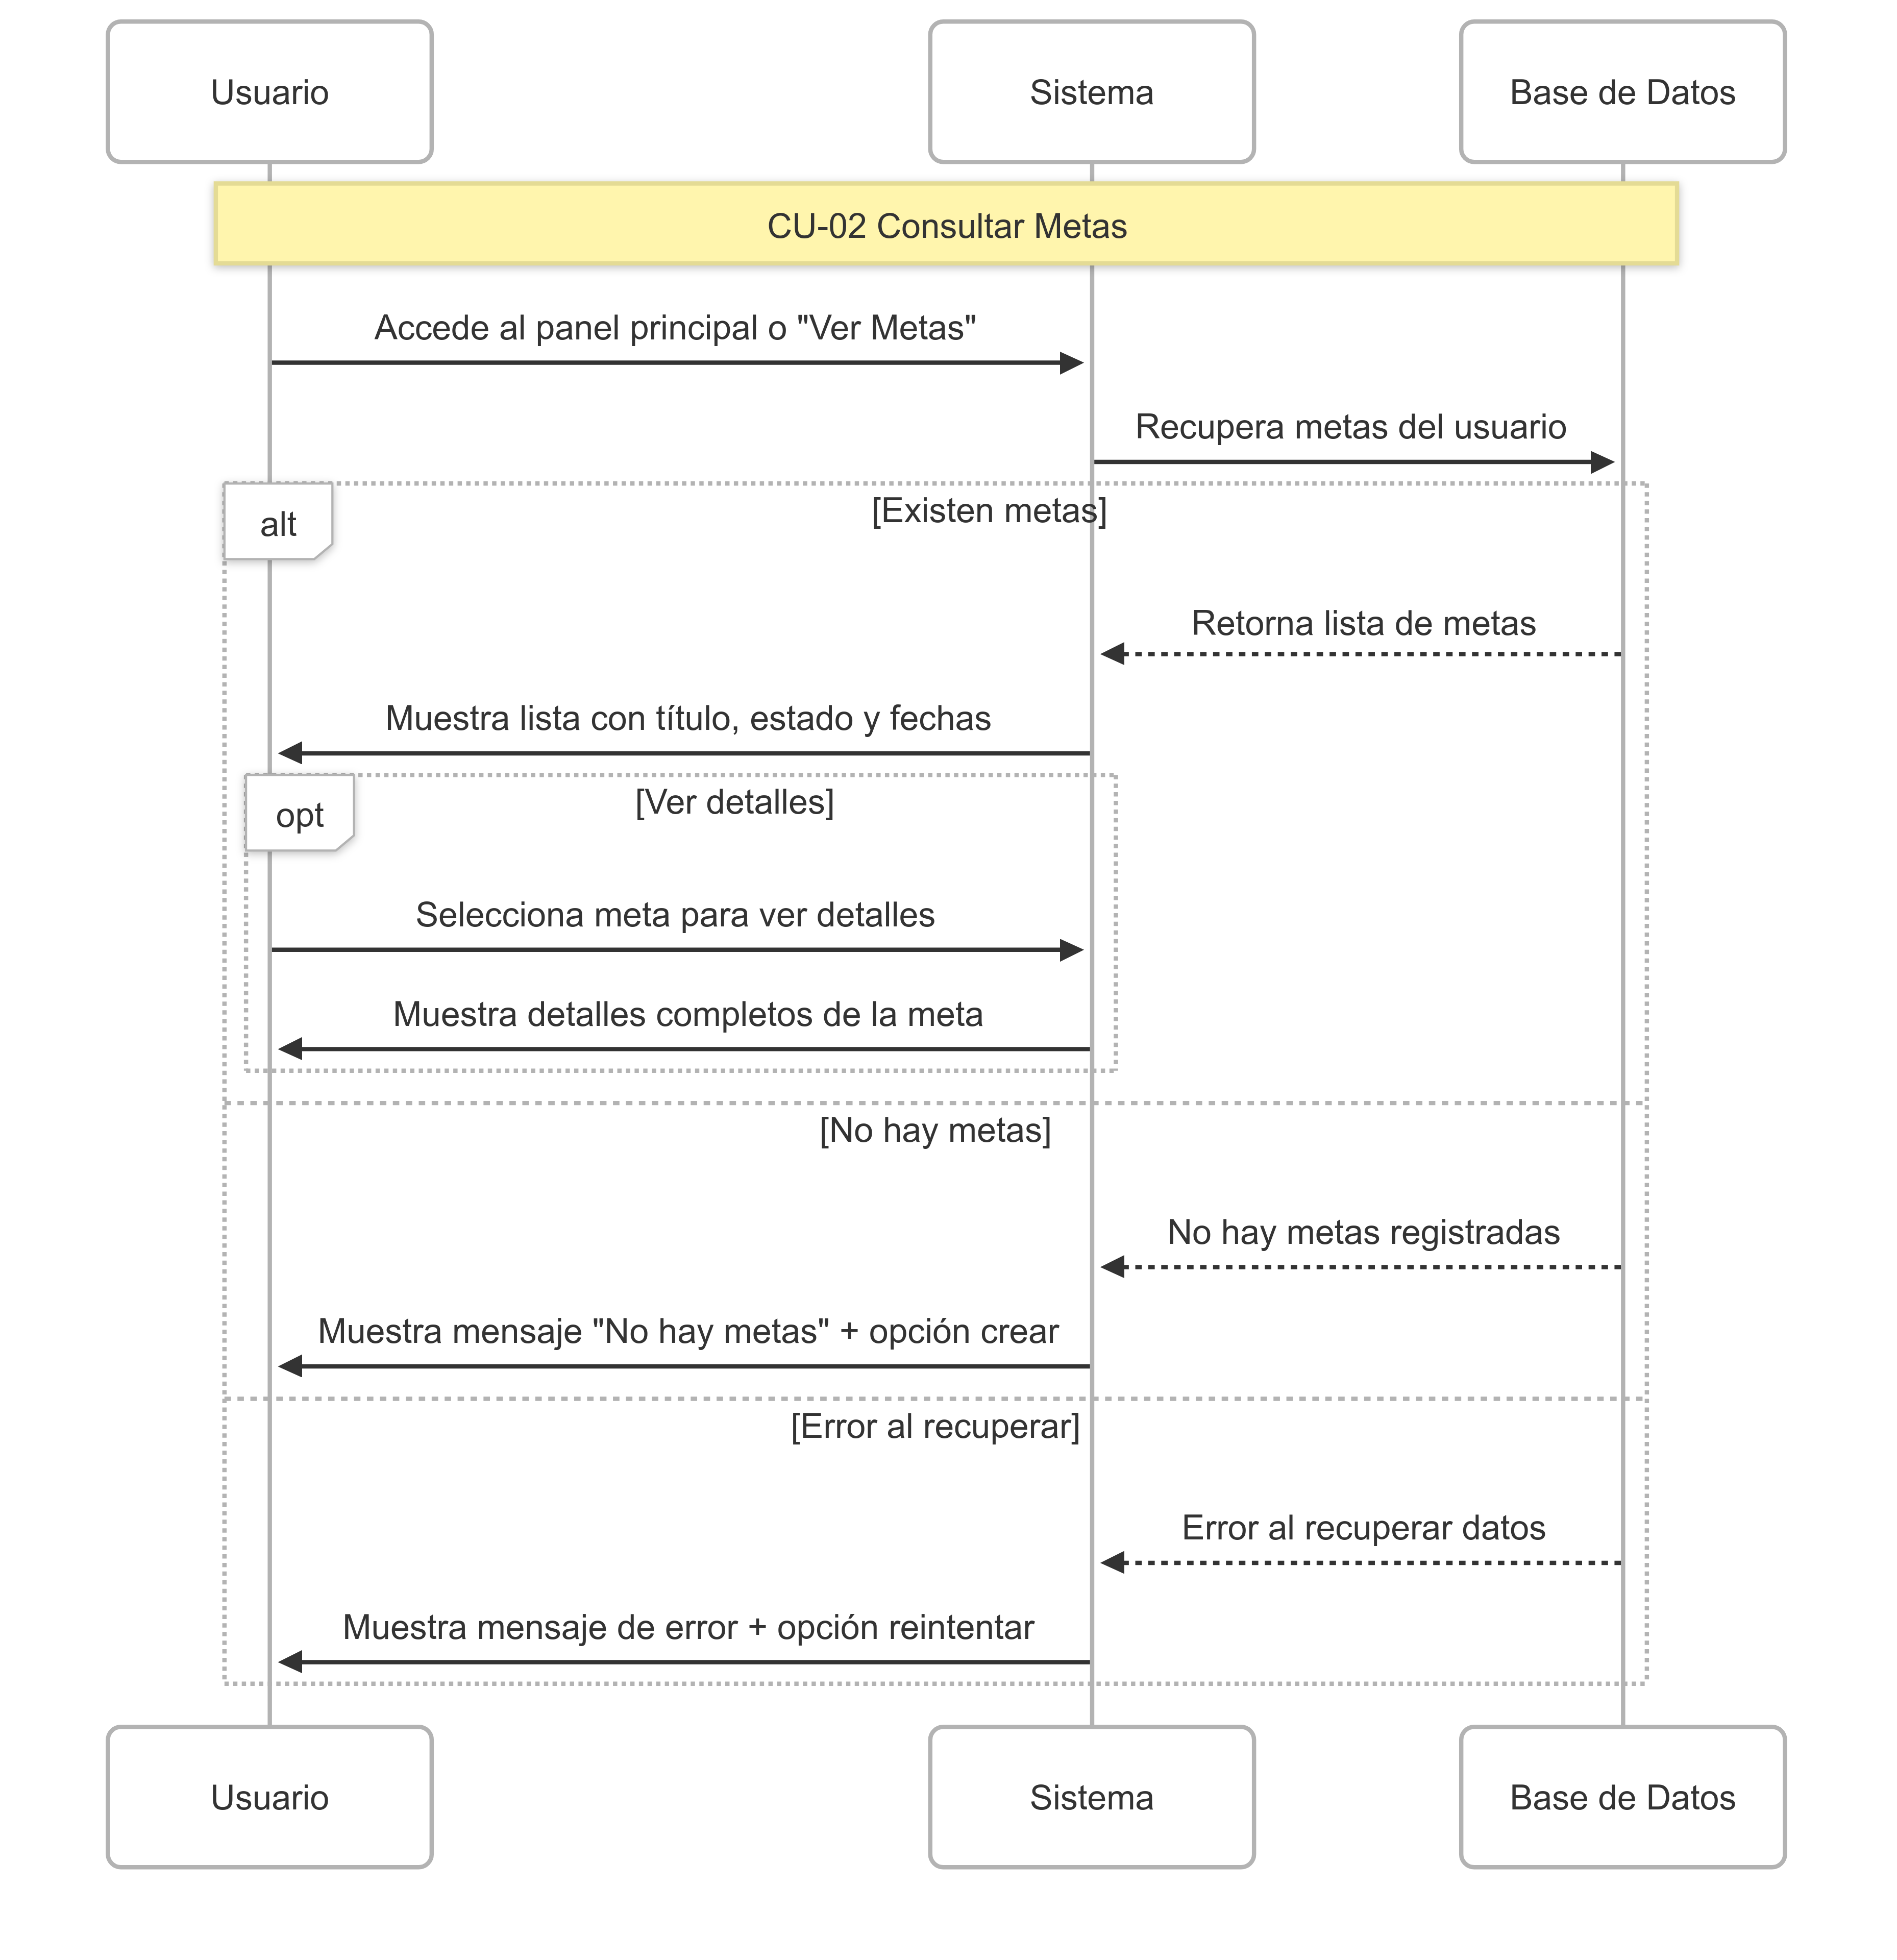 Usuario
Sistema
Base de Datos
CU-02 Consultar Metas
Accede al panel principal o "Ver Metas"
Recupera metas del usuario
alt
[Existen metas]
Retorna lista de metas
Muestra lista con título, estado y fechas
opt
[Ver detalles]
Selecciona meta para ver detalles
Muestra detalles completos de la meta
[No hay metas]
No hay metas registradas
Muestra mensaje "No hay metas" + opción crear
[Error al recuperar]
Error al recuperar datos
Muestra mensaje de error + opción reintentar
Usuario
Sistema
Base de Datos